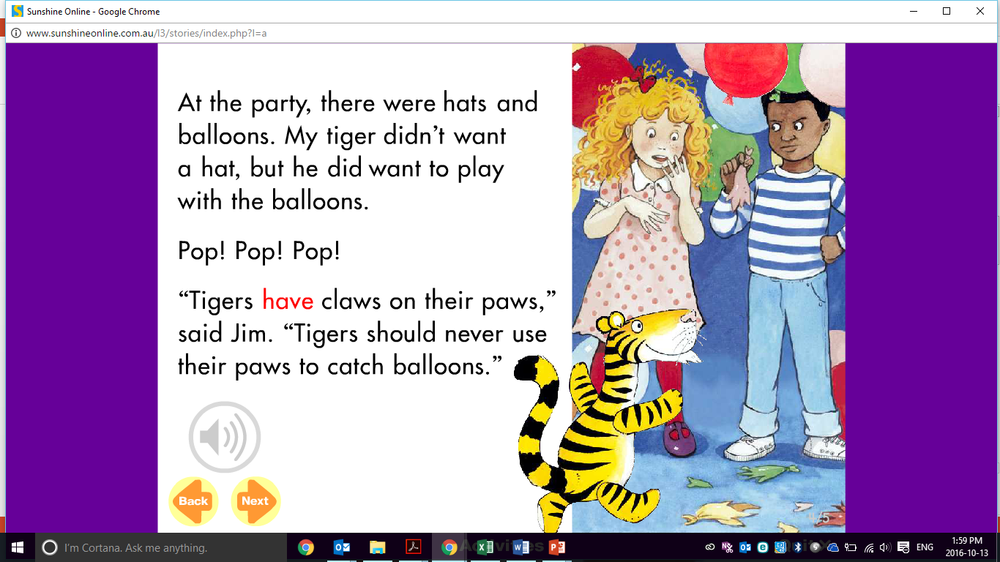 Sunshine Online - Google Chrome
www.sunshineonline.com.au/l3/stories/index.php?l=a
At the party, there were hats and
balloons. My tiger didn't want
a hat, but he did want to play
with the balloons.
Pop! Pop! Pop!
“Tigers have claws on their paws,”
said Jim. “Tigers should never use
their paws to catch balloons.”
Back Next
I'm Cortana. Ask me anything.
ENG
1:59 PM
2016-10-13